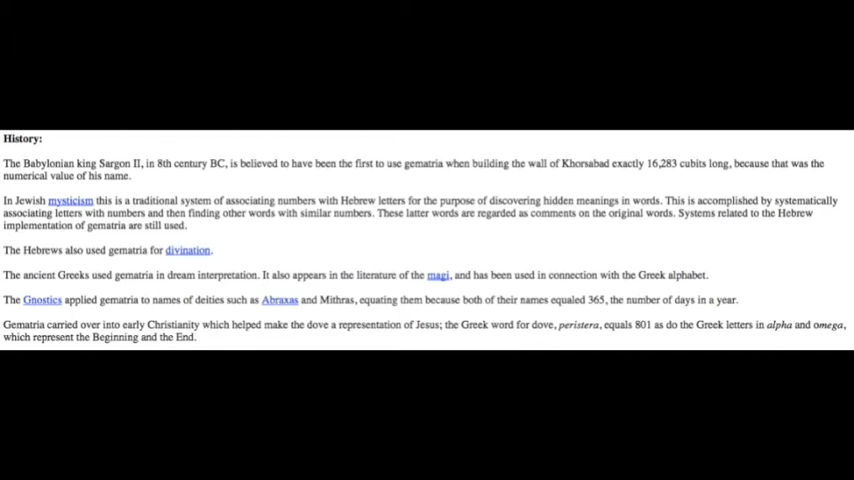 History:
The Babylonian king Sargon II, in 8th century BC, is believed to have been the first to use gematria when building the wall of Khorsabad exactly 16,283 cubits long, because that was the
numerical value of his name.
In Jewish mysticism this is a traditional system of associating numbers with Hebrew letters for the purpose of discovering hidden meanings in words. This is accomplished by systematically
associating letters with numbers and then finding other words with similar numbers. These latter words are regarded as comments on the original words. Systems related to the Hebrew
implementation of gematria are still used.
The Hebrews also used gematria for divination.
The ancient Greeks used gematria in dream interpretation. It also appears in the literature of the magi, and has been used in connection with the Greek alphabet.
The Gnostics applied gematria to names of deities such as Abraxas and Mithras, equating them because both of their names equaled 365, the number of days in a year.
Gematria carried over into early Christianity which helped make the dove a representation of Jesus; the Greek word for dove, peristera, equals 801 as do the Greek letters in alpha and omega,
which represent the Beginning and the End.